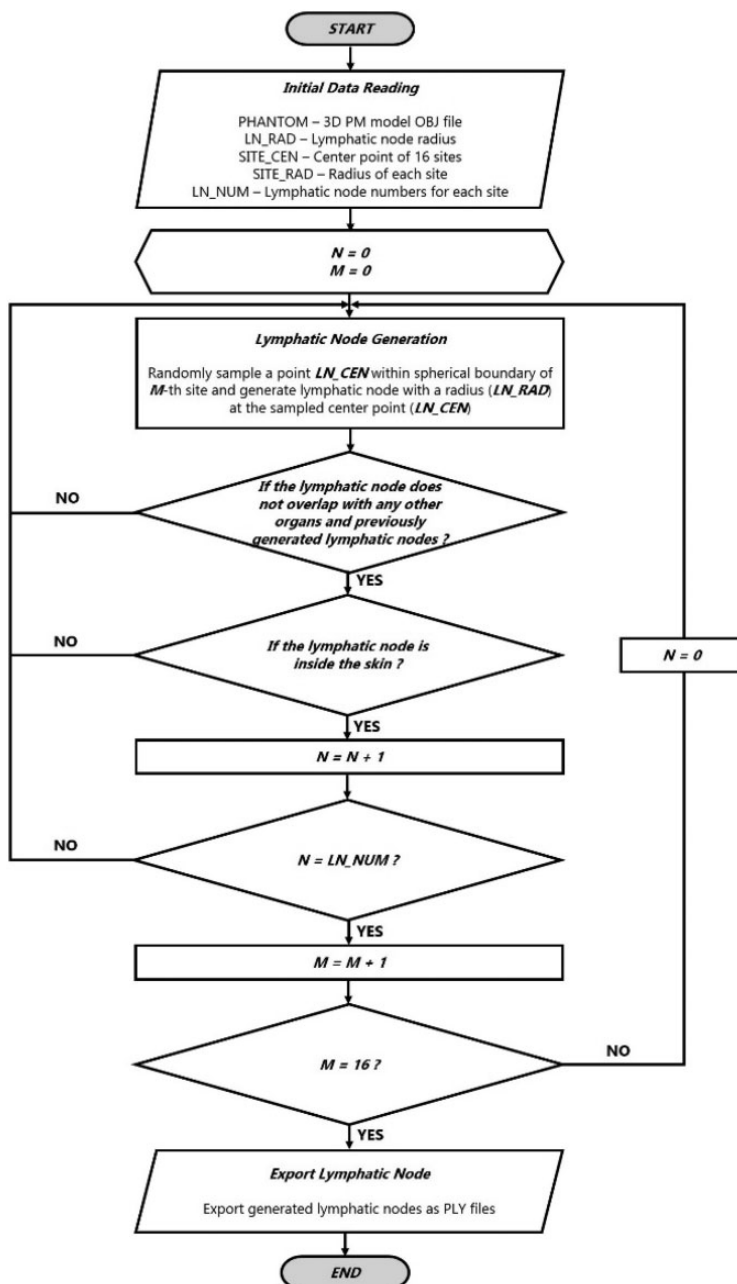 START
Initial Data Reading
PHANTOM – 3D PM model OBJ file
LN_RAD – Lymphatic node radius
SITE_CEN – Center point of 16 sites
SITE_RAD – Radius of each site
LN_NUM – Lymphatic node numbers for each site
N = 0
M = 0
Lymphatic Node Generation
Randomly sample a point LN_CEN within spherical boundary of
M-th site and generate lymphatic node with a radius (LN_RAD)
at the sampled center point (LN_CEN)
NO
If the lymphatic node does
not overlap with any other
organs and previously
generated lymphatic nodes ?
YES
NO
If the lymphatic node is
inside the skin ?
N = 0
YES
N = N + 1
NO
N = LN_NUM ?
YES
M = M + 1
M = 16 ?
NO
YES
Export Lymphatic Node
Export generated lymphatic nodes as PLY files
END